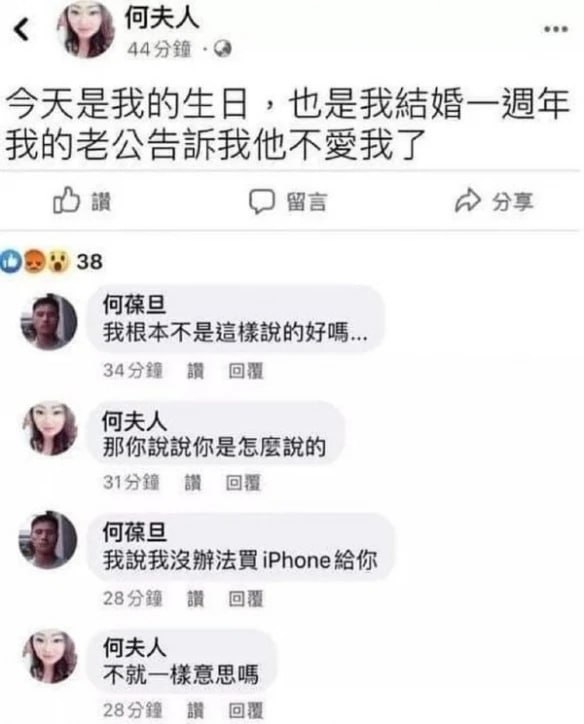 何夫人
44分鐘
今天是我的生日，也是我結婚一週年
我的老公告訴我他不愛我了
讚 留言 分享
38
何葆旦
我根本不是這樣說的好嗎...
34分鐘 讚 回覆
何夫人
那你說說你是怎麼說的
31分鐘 讚 回覆
何葆旦
我說我沒辦法買iPhone給你
28分鐘 讚 回覆
何夫人
不就一樣意思嗎
28分鐘 讚 回覆